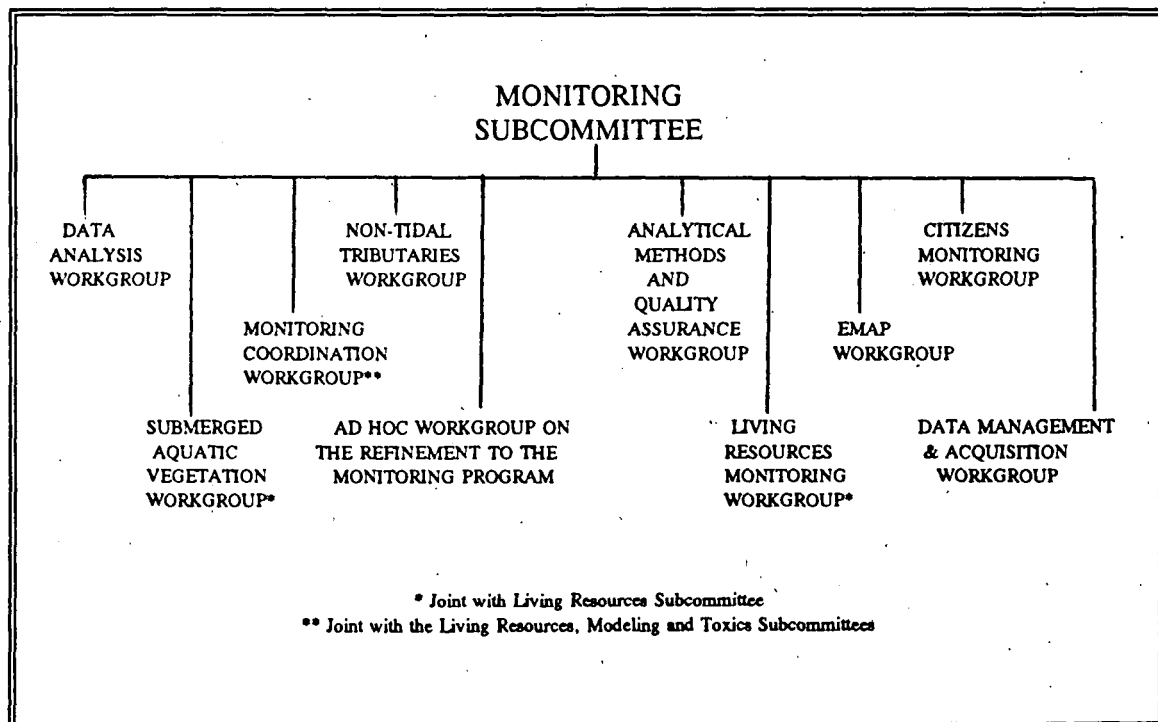 MONITORING
SUBCOMMITTEE
DATA
ANALYSIS
WORKGROUP
SUBMERGED
AQUATIC
VEGETATION
WORKGROUP*
MONITORING
COORDINATION
WORKGROUP**
NON-TIDAL
TRIBUTARIES
WORKGROUP
AD HOC WORKGROUP ON
THE REFINEMENT TO THE
MONITORING PROGRAM
ANALYTICAL
METHODS
AND
QUALITY
ASSURANCE
WORKGROUP
LIVING
RESOURCES
MONITORING
WORKGROUP*
EMAP
WORKGROUP
CITIZENS
MONITORING
WORKGROUP
DATA MANAGEMENT
& ACQUISITION
WORKGROUP
* Joint with Living Resources Subcommittee
** Joint with the Living Resources, Modeling and Toxics Subcommittees